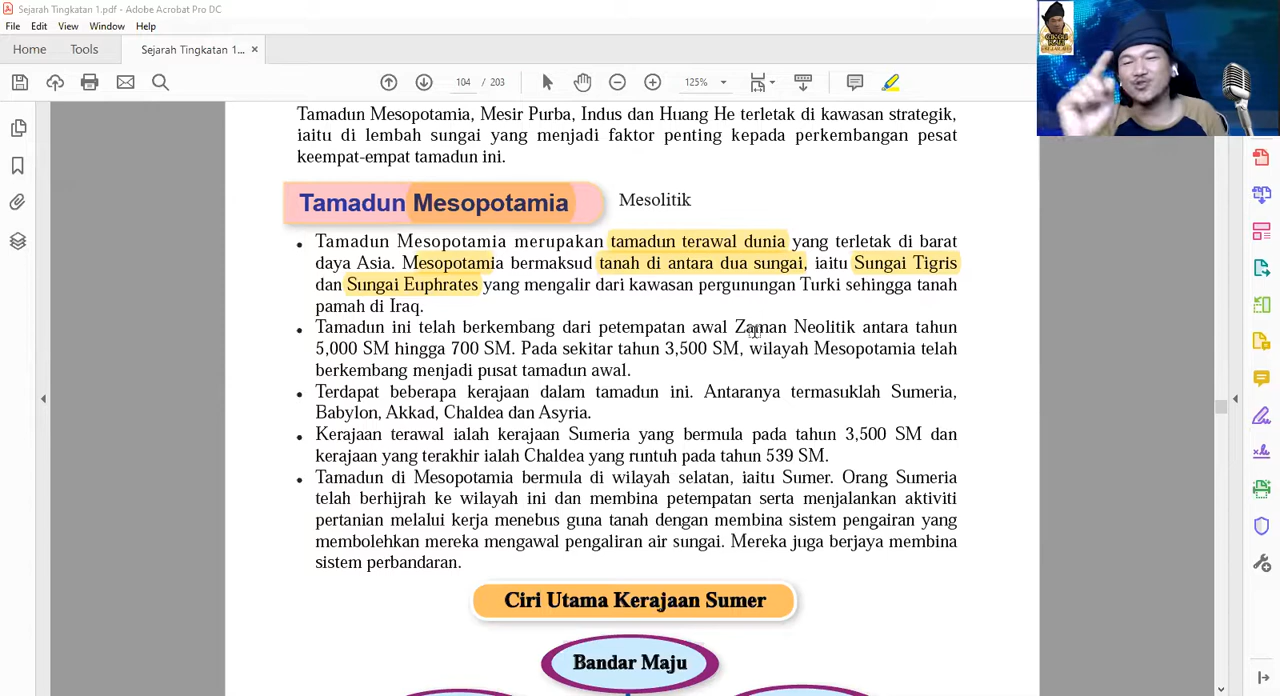 Sejarah Tingkatan 1.pdf - Adobe Acrobat Pro DC
File Edit View Window Help
Home Tools Sejarah Tingkatan 1... ×
104 / 203 125%
Tamadun Mesopotamia, Mesir Purba, Indus dan Huang He terletak di kawasan strategik,
iaitu di lembah sungai yang menjadi faktor penting kepada perkembangan pesat
keempat-empat tamadun ini.
Tamadun Mesopotamia Mesolitik
• Tamadun Mesopotamia merupakan tamadun terawal dunia yang terletak di barat
daya Asia. Mesopotamia bermaksud tanah di antara dua sungai, iaitu Sungai Tigris
dan Sungai Euphrates yang mengalir dari kawasan pergunungan Turki sehingga tanah
pamah di Iraq.
• Tamadun ini telah berkembang dari petempatan awal Zaman Neolitik antara tahun
5,000 SM hingga 700 SM. Pada sekitar tahun 3,500 SM, wilayah Mesopotamia telah
berkembang menjadi pusat tamadun awal.
• Terdapat beberapa kerajaan dalam tamadun ini. Antaranya termasuklah Sumeria,
Babylon, Akkad, Chaldea dan Asyria.
• Kerajaan terawal ialah kerajaan Sumeria yang bermula pada tahun 3,500 SM dan
kerajaan yang terakhir ialah Chaldea yang runtuh pada tahun 539 SM.
• Tamadun di Mesopotamia bermula di wilayah selatan, iaitu Sumer. Orang Sumeria
telah berhijrah ke wilayah ini dan membina petempatan serta menjalankan aktiviti
pertanian melalui kerja menebus guna tanah dengan membina sistem pengairan yang
membolehkan mereka mengawal pengaliran air sungai. Mereka juga berjaya membina
sistem perbandaran.
Ciri Utama Kerajaan Sumer
Bandar Maju